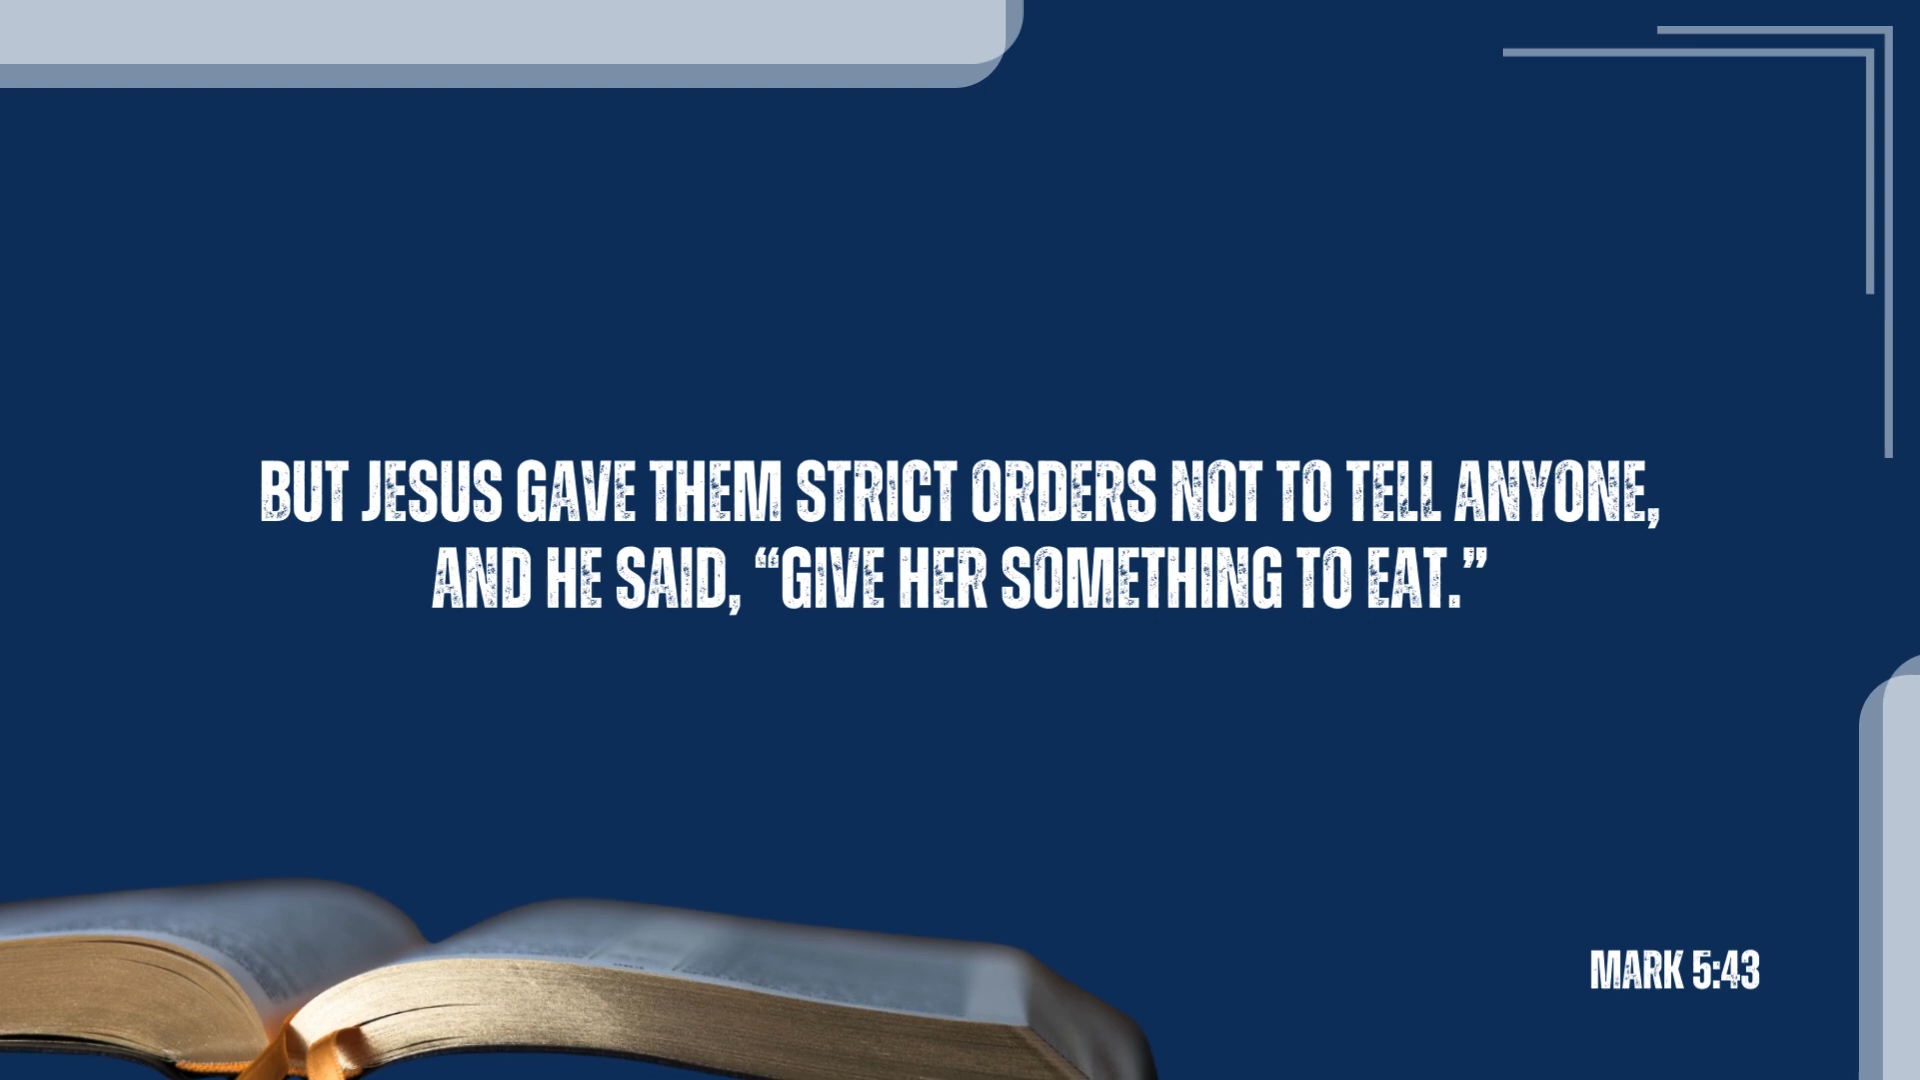 BUT JESUS GAVE THEM STRICT ORDERS NOT TO TELL ANYONE,
AND HE SAID, “GIVE HER SOMETHING TO EAT.”
MARK 5:43